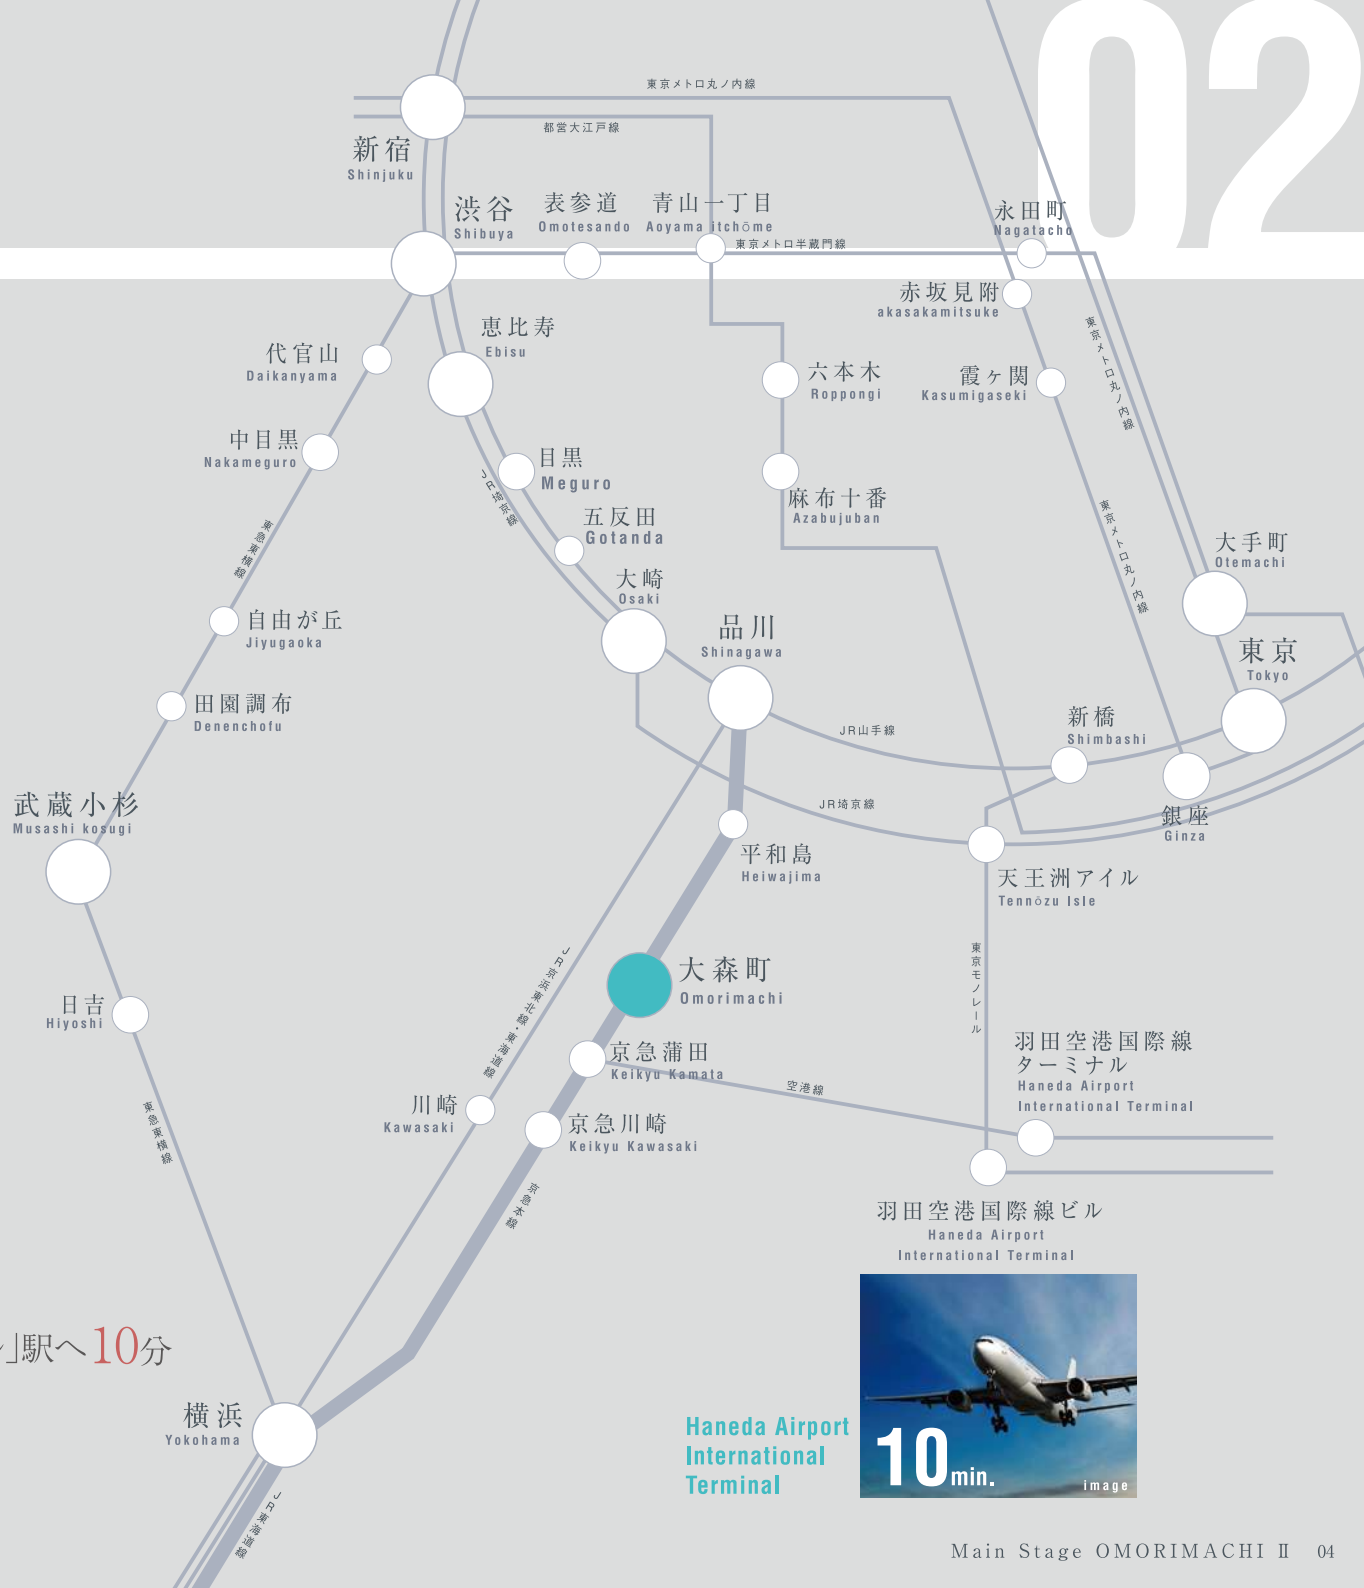 02
東京メトロ丸ノ内線
都営大江戸線
新宿
Shinjuku
渋谷
Shibuya
表参道
Omotesando
青山一丁目
Aoyama itchōme
東京メトロ半蔵門線
永田町
Nagatacho
赤坂見附
akasakamitsuke
東京メトロ丸ノ内線
恵比寿
Ebisu
代官山
Daikanyama
六本木
Roppongi
霞ヶ関
Kasumigaseki
中目黒
Nakameguro
目黒
Meguro
JR埼京線
麻布十番
Azabujuban
東京メトロ丸ノ内線
五反田
Gotanda
東急東横線
大手町
Otemachi
大崎
Osaki
自由が丘
Jiyugaoka
品川
Shinagawa
東京
Tokyo
田園調布
Denenchofu
JR山手線
新橋
Shimbashi
武蔵小杉
Musashi kosugi
JR埼京線
銀座
Ginza
平和島
Heiwajima
天王洲アイル
Tennōzu Isle
JR京浜東北線・東海道線
大森町
Omorimachi
東京モノレール
日吉
Hiyoshi
京急蒲田
Keikyu Kamata
空港線
羽田空港国際線
ターミナル
Haneda Airport
International Terminal
川崎
Kawasaki
京急川崎
Keikyu Kawasaki
東急東横線
京急本線
羽田空港国際線ビル
Haneda Airport
International Terminal
」駅へ10分
横浜
Yokohama
JR東海道線
Haneda Airport
International
Terminal
10min.
image
Main Stage OMORIMACHI Ⅱ 04